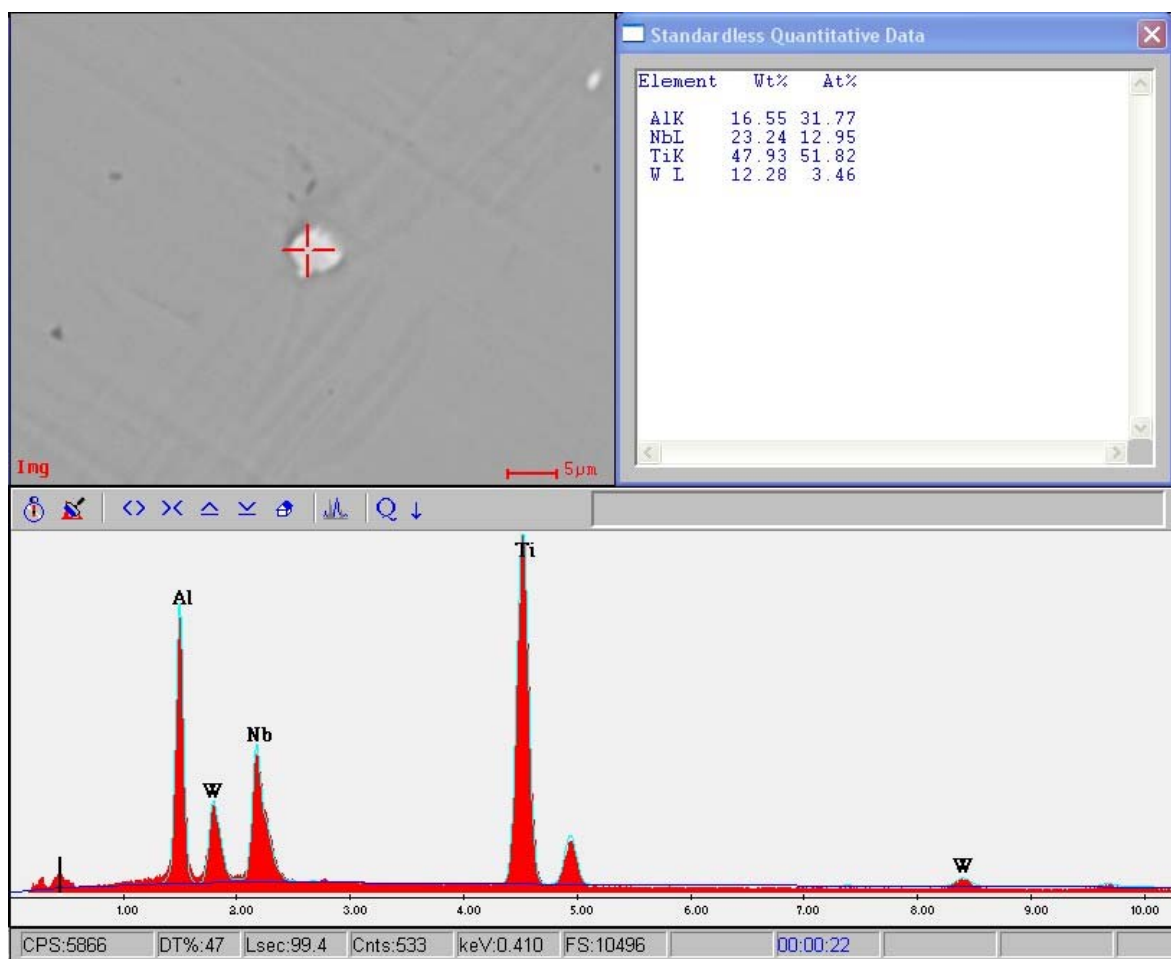 Standardless Quantitative Data
Element Wt% At%
AlK 16.55 31.77
NbL 23.24 12.95
TiK 47.93 51.82
W L 12.28 3.46
Img
5µm
Q
Ti
Al
Nb
W
W
1.00 2.00 3.00 4.00 5.00 6.00 7.00 8.00 9.00 10.00
CPS:5866 DT%:47 Lsec:99.4 Cnts:533 keV:0.410 FS:10496 00:00:22